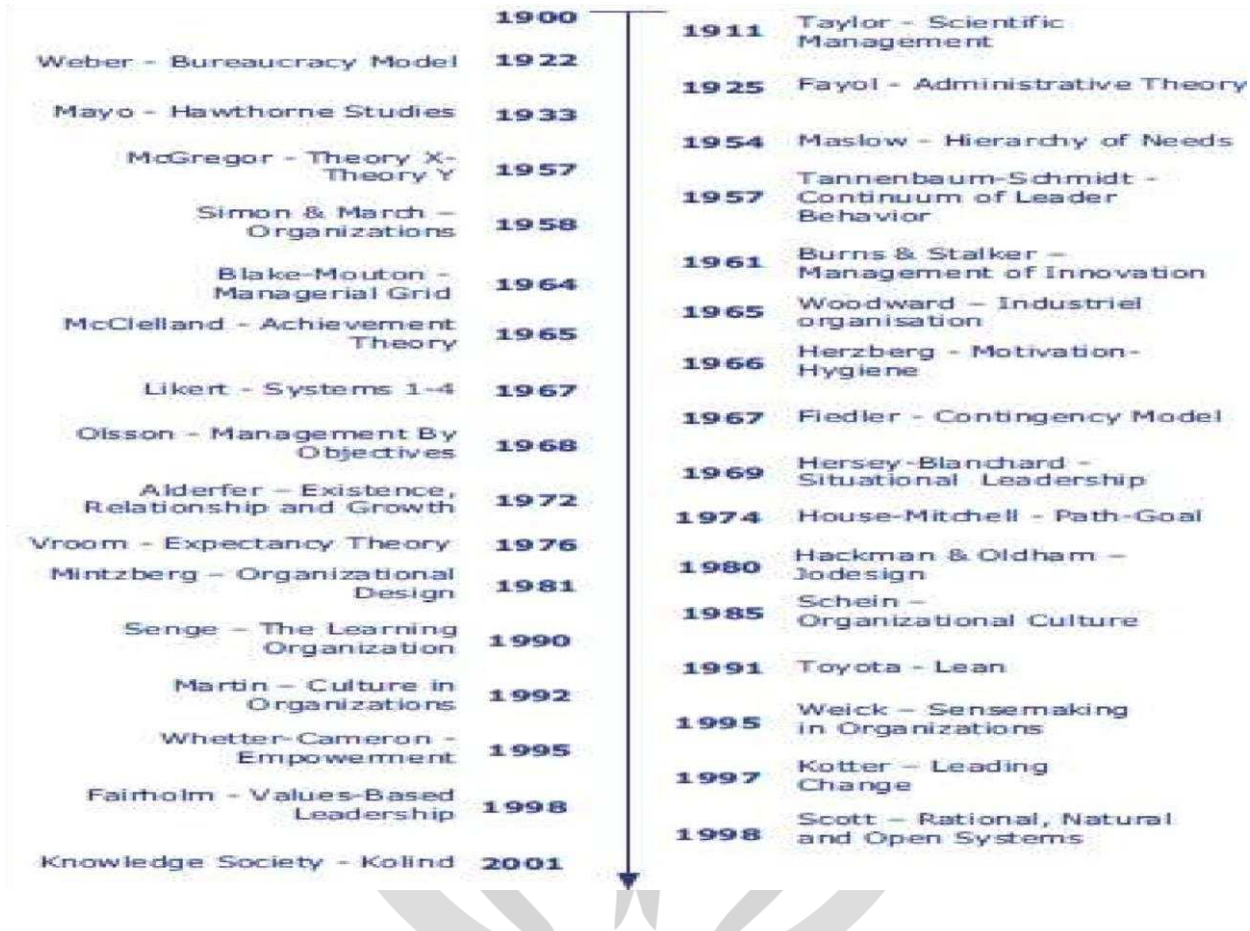 1900
1911 Taylor - Scientific
Management
Weber - Bureaucracy Model 1922
1925 Fayol - Administrative Theory
Mayo - Hawthorne Studies 1933
1954 Maslow - Hierarchy of Needs
McGregor - Theory X-
Theory Y 1957
1957 Tannenbaum-Schmidt -
Continuum of Leader
Behavior
Simon & March –
Organizations 1958
1961 Burns & Stalker –
Management of Innovation
Blake-Mouton -
Managerial Grid 1964
1965 Woodward – Industriel
organisation
McClelland - Achievement
Theory 1965
1966 Herzberg - Motivation-
Hygiene
Likert - Systems 1-4 1967
1967 Fiedler - Contingency Model
Olsson - Management By
Objectives 1968
1969 Hersey-Blanchard -
Situational Leadership
Alderfer – Existence,
Relationship and Growth 1972
1974 House-Mitchell - Path-Goal
Vroom - Expectancy Theory 1976
1980 Hackman & Oldham –
Jodesign
Mintzberg – Organizational
Design 1981
1985 Schein –
Organizational Culture
Senge – The Learning
Organization 1990
1991 Toyota - Lean
Martin – Culture in
Organizations 1992
1995 Weick – Sensemaking
in Organizations
Whetter-Cameron -
Empowerment 1995
1997 Kotter – Leading
Change
Fairholm - Values-Based
Leadership 1998
1998 Scott – Rational, Natural
and Open Systems
Knowledge Society - Kolind 2001